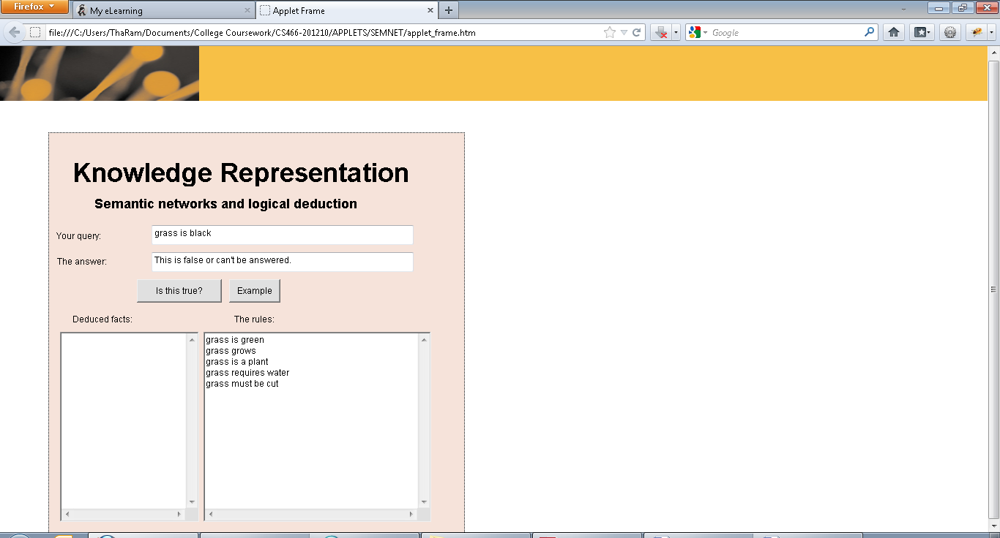 Firefox
My eLearning
Applet Frame
file:///C:/Users/ThaRam/Documents/College Coursework/CS466-201210/APPLETS/SEMNET/applet_frame.htm
Google
Knowledge Representation
Semantic networks and logical deduction
Your query:
grass is black
The answer:
This is false or can't be answered.
Is this true?
Example
Deduced facts:
The rules:
grass is green
grass grows
grass is a plant
grass requires water
grass must be cut